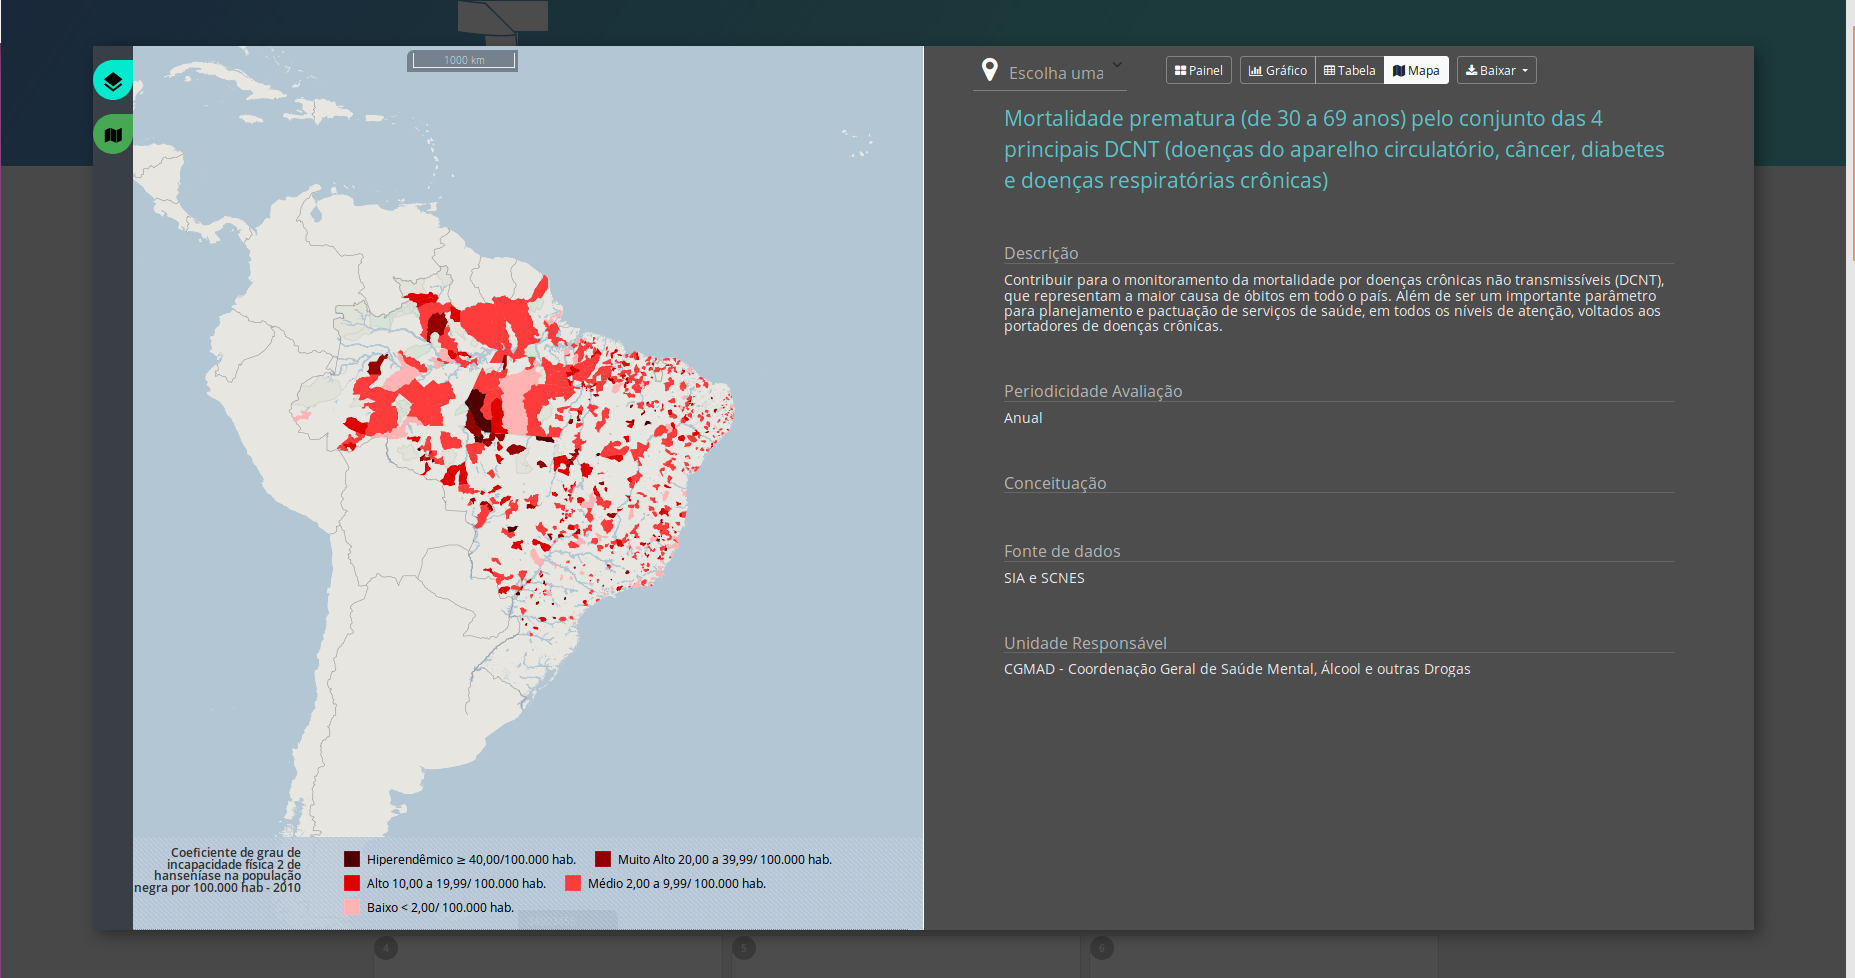 1000 km
Escolha uma
Painel
Gráfico
Tabela
Mapa
Baixar
Mortalidade prematura (de 30 a 69 anos) pelo conjunto das 4
principais DCNT (doenças do aparelho circulatório, câncer, diabetes
e doenças respiratórias crônicas)
Descrição
Contribuir para o monitoramento da mortalidade por doenças crônicas não transmissíveis (DCNT),
que representam a maior causa de óbitos em todo o país. Além de ser um importante parâmetro
para planejamento e pactuação de serviços de saúde, em todos os níveis de atenção, voltados aos
portadores de doenças crônicas.
Periodicidade Avaliação
Anual
Conceituação
Fonte de dados
SIA e SCNES
Unidade Responsável
CGMAD - Coordenação Geral de Saúde Mental, Álcool e outras Drogas
Coeficiente de grau de
incapacidade física 2 de
hanseníase na população
negra por 100.000 hab - 2010
Hiperendêmico ≥ 40,00/100.000 hab.
Muito Alto 20,00 a 39,99/ 100.000 hab.
Alto 10,00 a 19,99/ 100.000 hab.
Médio 2,00 a 9,99/ 100.000 hab.
Baixo < 2,00/ 100.000 hab.
4
5
6